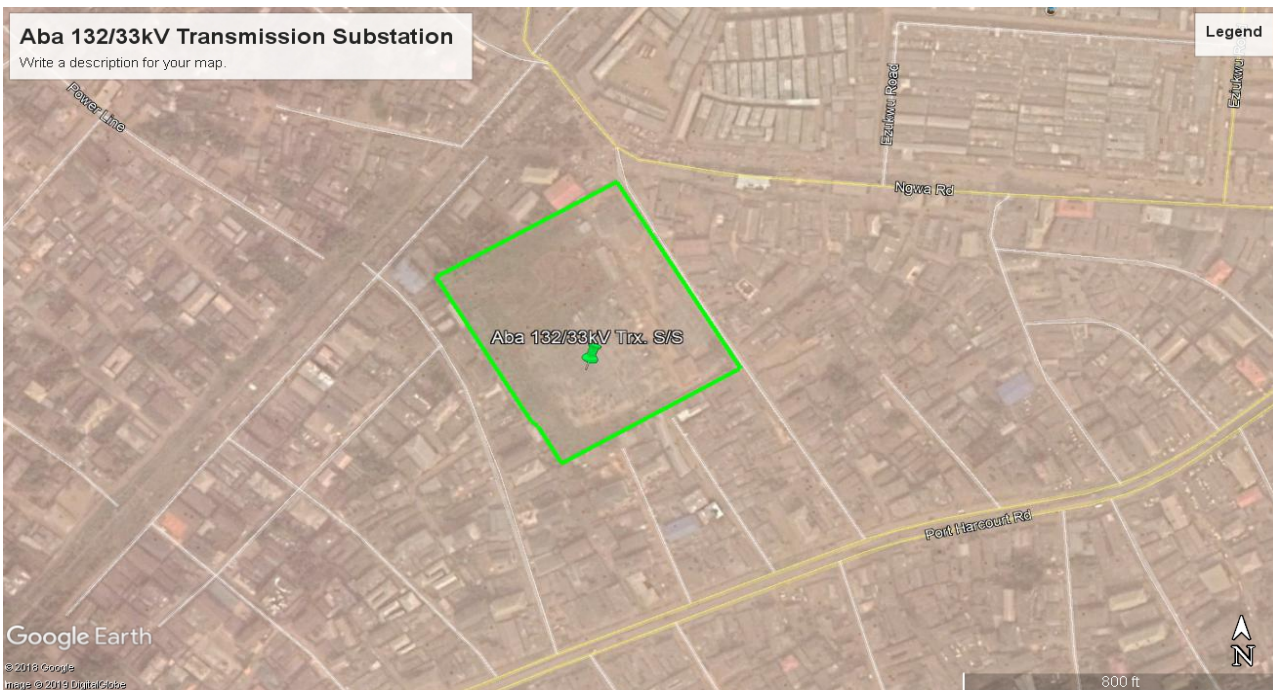 Aba 132/33kV Transmission Substation
Write a description for your map.
Legend
Power Line
Ezukwu Road
Ngwa Rd
Aba 132/33kV Trx. S/S
Port Harcourt Rd
Google Earth
© 2018 Google
Image © 2019 DigitalGlobe
N
800 ft